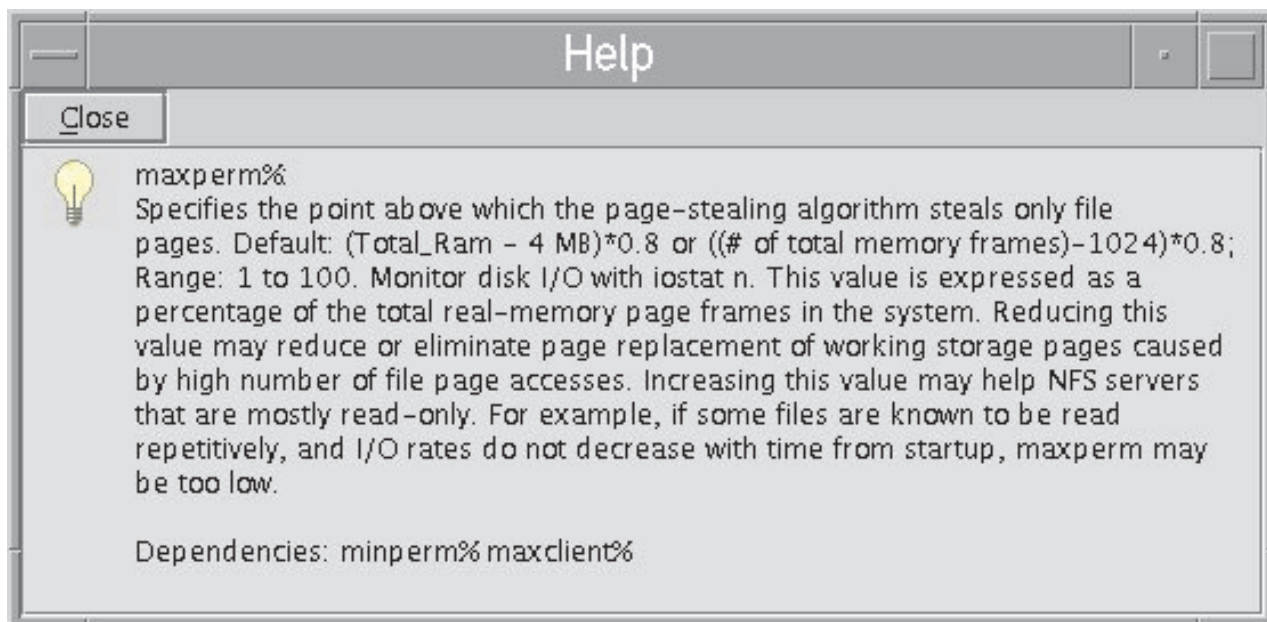 Help
Close
maxperm%:
Specifies the point above which the page-stealing algorithm steals only file
pages. Default: (Total_Ram - 4 MB)*0.8 or ((# of total memory frames)-1024)*0.8;
Range: 1 to 100. Monitor disk I/O with iostat n. This value is expressed as a
percentage of the total real-memory page frames in the system. Reducing this
value may reduce or eliminate page replacement of working storage pages caused
by high number of file page accesses. Increasing this value may help NFS servers
that are mostly read-only. For example, if some files are known to be read
repetitively, and I/O rates do not decrease with time from startup, maxperm may
be too low.
Dependencies: minperm% maxclient%